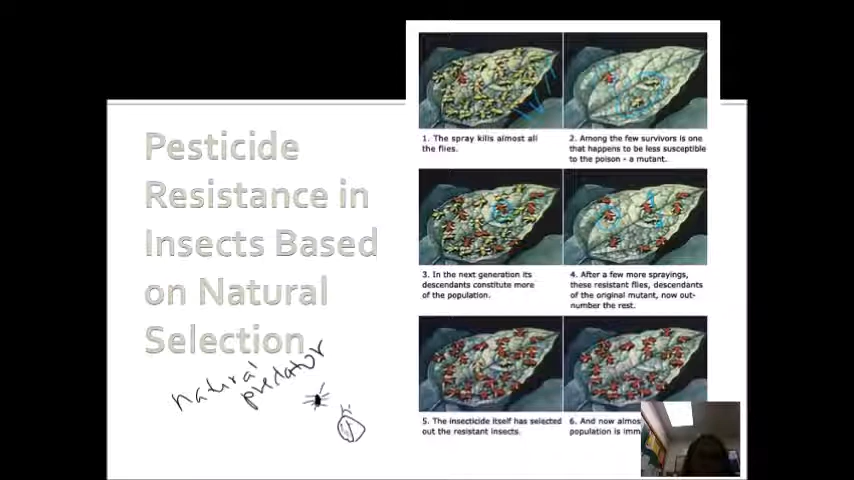 Pesticide
Resistance in
Insects Based
on Natural
Selection
natural
predator
1. The spray kills almost all
the flies.
2. Among the few survivors is one
that happens to be less susceptible
to the poison - a mutant.
3. In the next generation its
descendants constitute more
of the population.
4. After a few more sprayings,
these resistant flies, descendants
of the original mutant, now out-
number the rest.
5. The insecticide itself has selected
out the resistant insects.
6. And now almos
population is imm